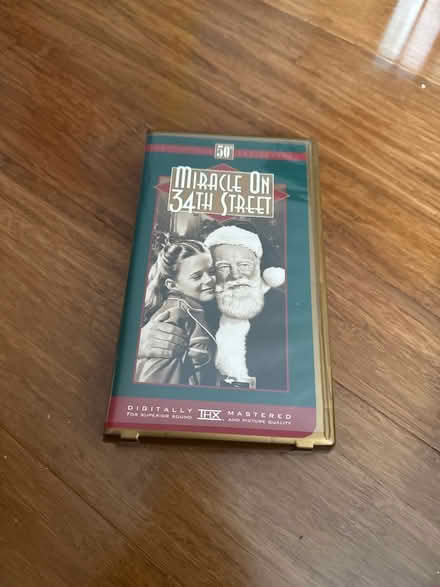 50th
MIRACLE ON
34TH STREET
DIGITALLY THX MASTERED
FOR SUPERIOR SOUND AND PICTURE QUALITY